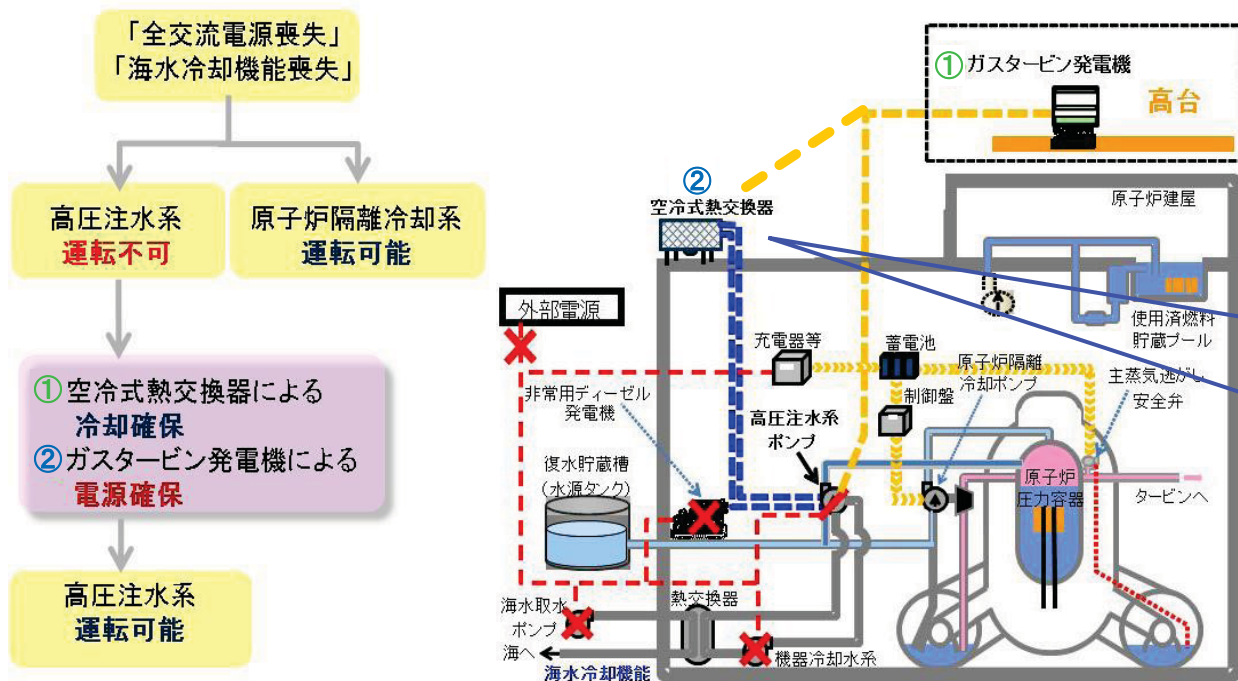 「全交流電源喪失」
「海水冷却機能喪失」
高圧注水系
運転不可
原子炉隔離冷却系
運転可能
①空冷式熱交換器による
冷却確保
②ガスタービン発電機による
電源確保
高圧注水系
運転可能
①ガスタービン発電機
高台
②
空冷式熱交換器
原子炉建屋
外部電源
使用済燃料
貯蔵プール
充電器等
蓄電池
原子炉隔離
冷却ポンプ
主蒸気逃がし
安全弁
非常用ディーゼル
発電機
制御盤
高圧注水系
ポンプ
復水貯蔵槽
(水源タンク)
原子炉
圧力容器
タービンへ
海水取水
ポンプ
熱交換器
海へ
海水冷却機能
機器冷却水系